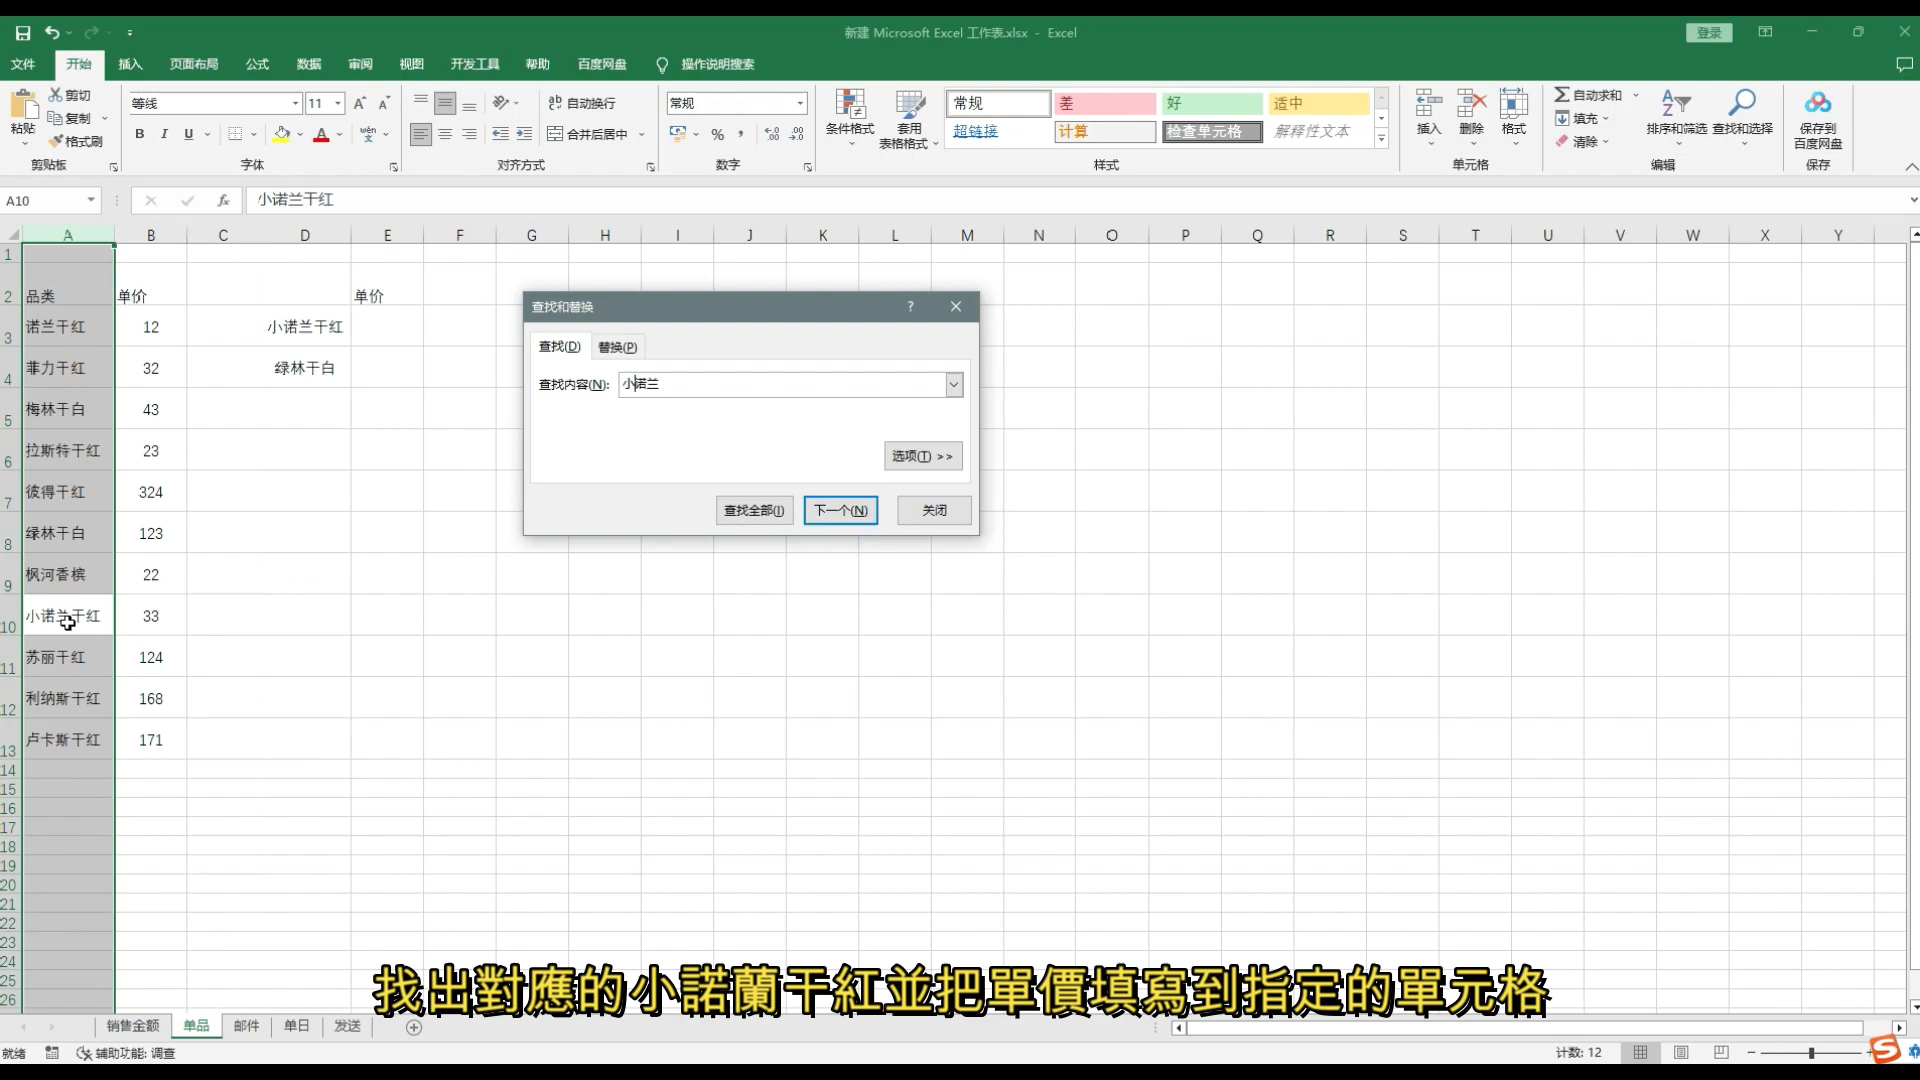 新建 Microsoft Excel 工作表.xlsx - Excel
登录
文件 开始 插入 页面布局 公式 数据 审阅 视图 开发工具 帮助 百度网盘 操作说明搜索
粘贴
剪切
复制
格式刷
剪贴板
等线 11
B I U A wén
字体
自动换行
合并后居中
对齐方式
常规
% , .00
数字
条件格式
套用
表格格式
常规 差 好 适中
超链接 计算 检查单元格 解释性文本
样式
插入 删除 格式
单元格
自动求和
填充
清除
排序和筛选 查找和选择
编辑
保存到
百度网盘
保存
A10 fx 小诺兰干红
A B C D E F G H I J K L M N O P Q R S T U V W X Y
1
2 品类 单价 单价
3 诺兰干红 12 小诺兰干红
4 菲力干红 32 绿林干白
5 梅林干白 43
6 拉斯特干红 23
7 彼得干红 324
8 绿林干白 123
9 枫河香槟 22
10 小诺兰干红 33
11 苏丽干红 124
12 利纳斯干红 168
13 卢卡斯干红 171
14
15
16
17
18
19
20
21
22
23
24
25
26
查找和替换 ?
查找(D) 替换(P)
查找内容(N): 小诺兰
选项(T) >>
查找全部(I) 下一个(N) 关闭
找出對應的小諾蘭干紅並把單價填寫到指定的單元格
销售金额 单品 邮件 单日 发送
就绪 辅助功能: 调查 计数: 12